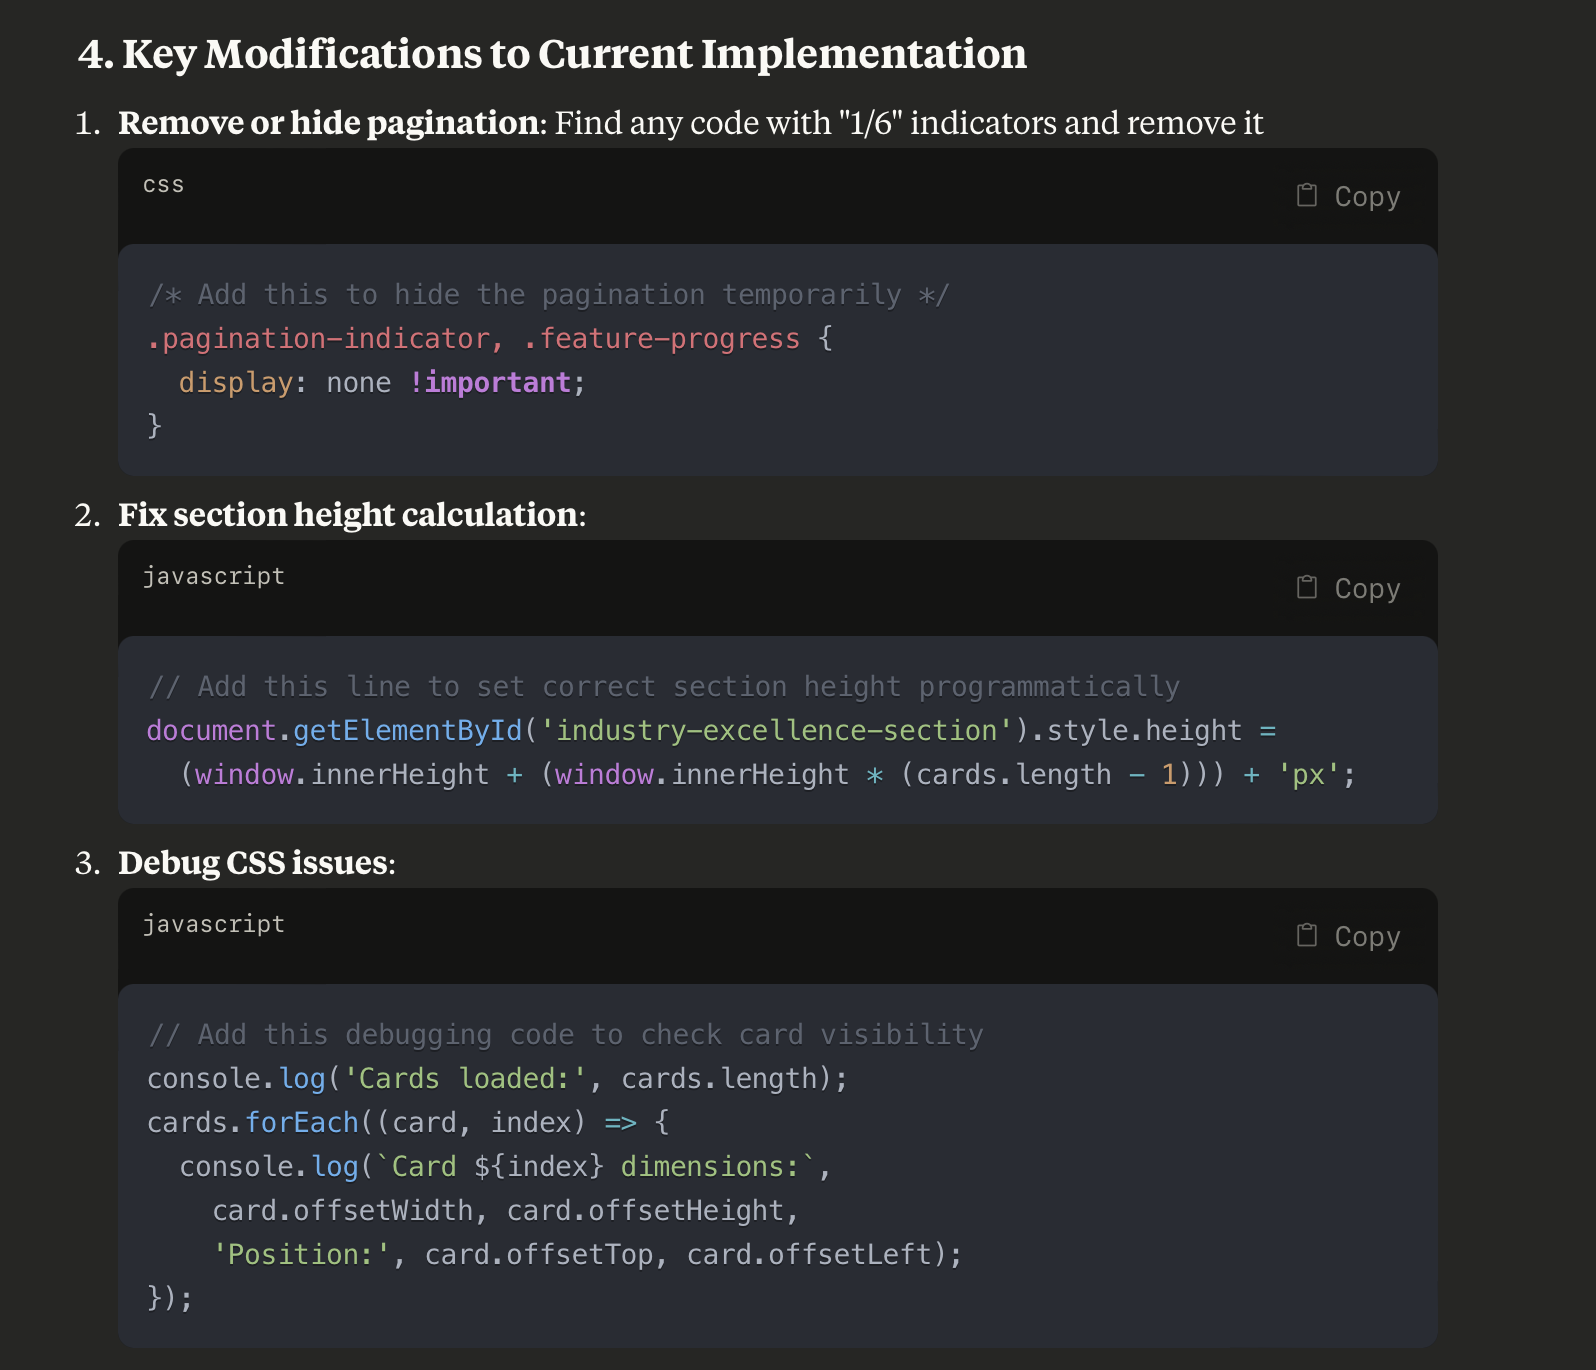 4. Key Modifications to Current Implementation
1. Remove or hide pagination: Find any code with "1/6" indicators and remove it
css
Copy
/* Add this to hide the pagination temporarily */
.pagination-indicator, .feature-progress {
  display: none !important;
}
2. Fix section height calculation:
javascript
Copy
// Add this line to set correct section height programmatically
document.getElementById('industry-excellence-section').style.height =
  (window.innerHeight + (window.innerHeight * (cards.length - 1))) + 'px';
3. Debug CSS issues:
javascript
Copy
// Add this debugging code to check card visibility
console.log('Cards loaded:', cards.length);
cards.forEach((card, index) => {
  console.log(`Card ${index} dimensions:`,
    card.offsetWidth, card.offsetHeight,
    'Position:', card.offsetTop, card.offsetLeft);
});